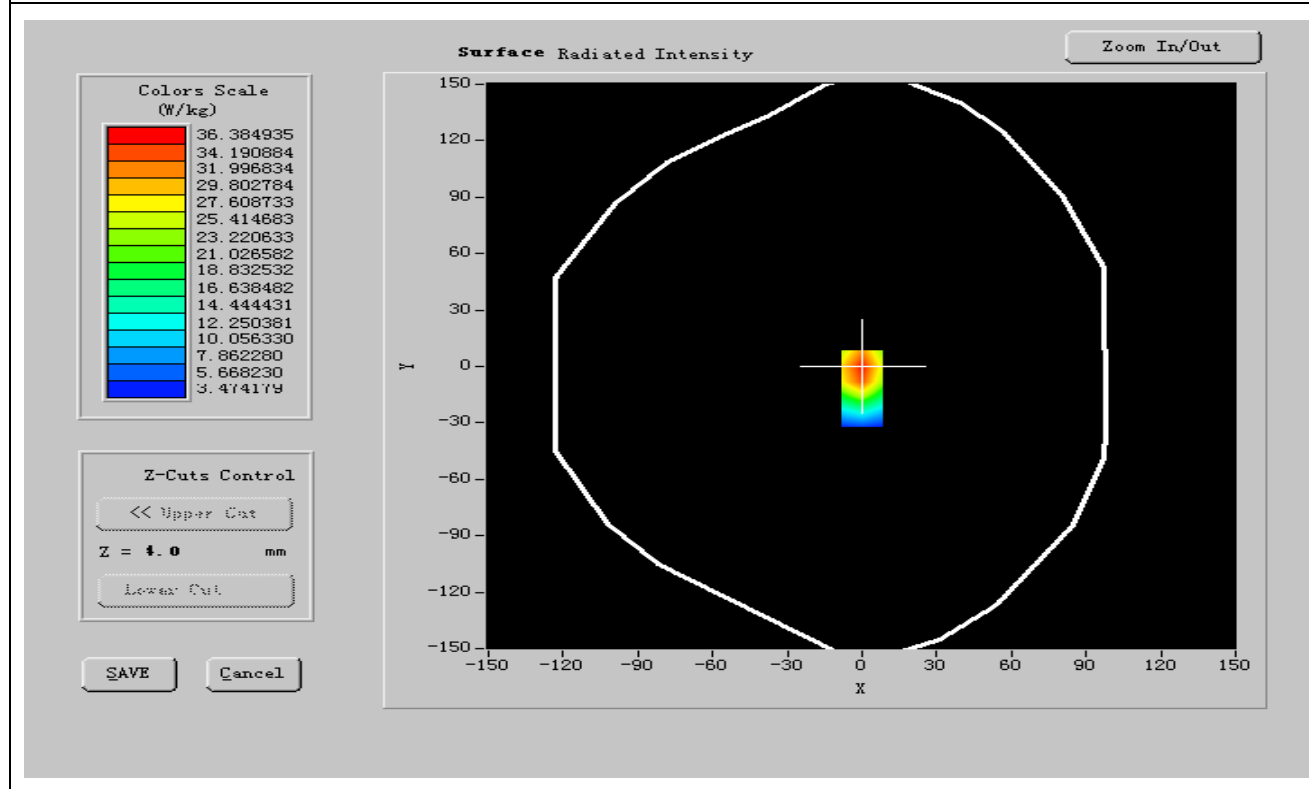 Surface Radiated Intensity
Zoom In/Out
Colors Scale
(W/kg)
36.384935
34.190884
31.996834
29.802784
27.608733
25.414683
23.220633
21.026582
18.832532
16.638482
14.444431
12.250381
10.056330
7.862280
5.668230
3.474179
Z-Cuts Control
<< Upper Cut
Z = 4.0 mm
Lower Cut
SAVE
Cancel
150
120
90
60
30
0
-30
-60
-90
-120
-150
Y
-150 -120 -90 -60 -30 0 30 60 90 120 150
X